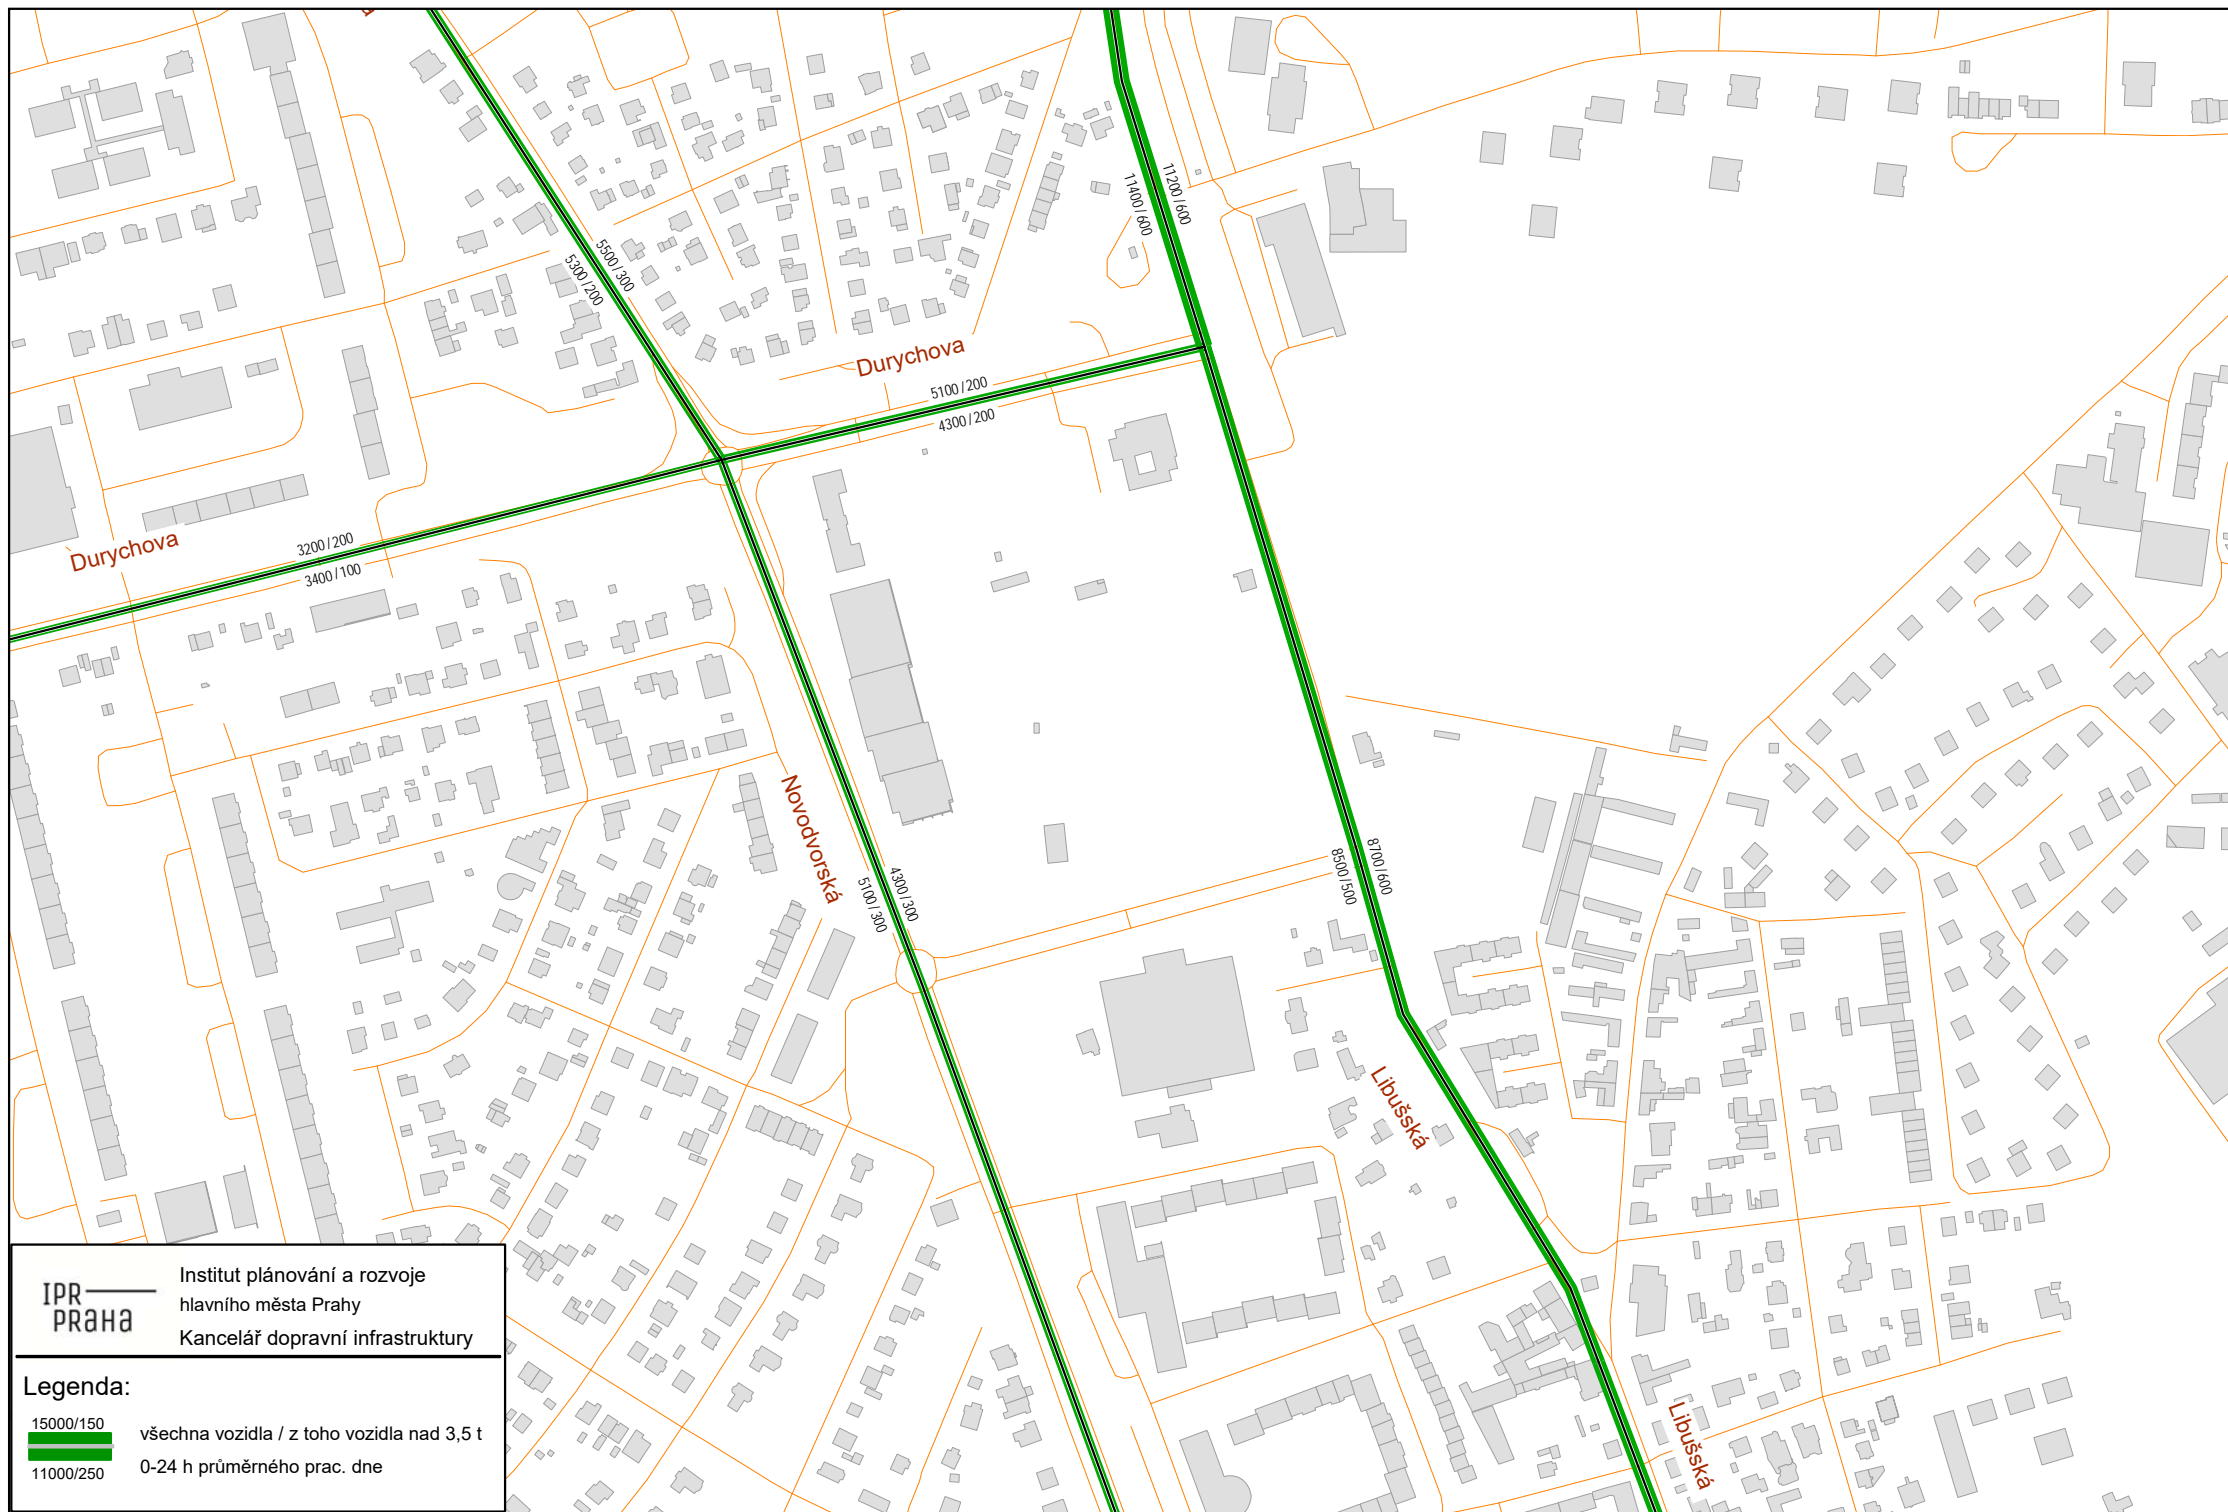 11200/600
11400/600
5500/300
5300/200
Durychova
5100/200
4300/200
Durychova
3200/200
3400/100
Novodvorská
4300/300
5100/300
8700/600
8500/500
Libušská
Libušská
IPR
PRAHA
Institut plánování a rozvoje
hlavního města Prahy
Kancelář dopravní infrastruktury
Legenda:
15000/150
11000/250
všechna vozidla / z toho vozidla nad 3,5 t
0-24 h průměrného prac. dne